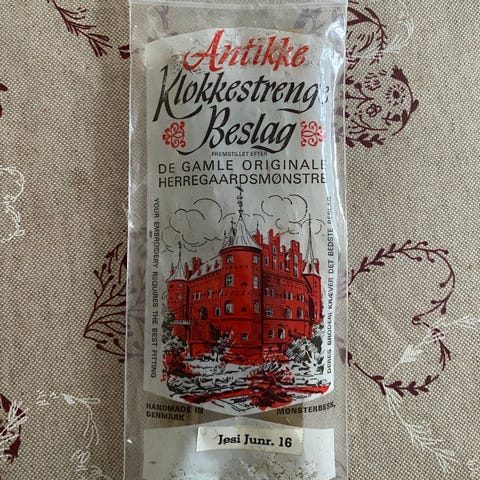 Antikke
Klokkestrenge
Beslag
FREMSTILLET EFTER
DE GAMLE ORIGINALE
HERREGAARDSMØNSTRE
YOUR EMBROIDERY REQUIRES THE BEST FITTING
DERES BRODERI KRÆVER DET BEDSTE BESLAG
HANDMADE IN
DENMARK
MØNSTERBESK.
Jøsi Junr. 16